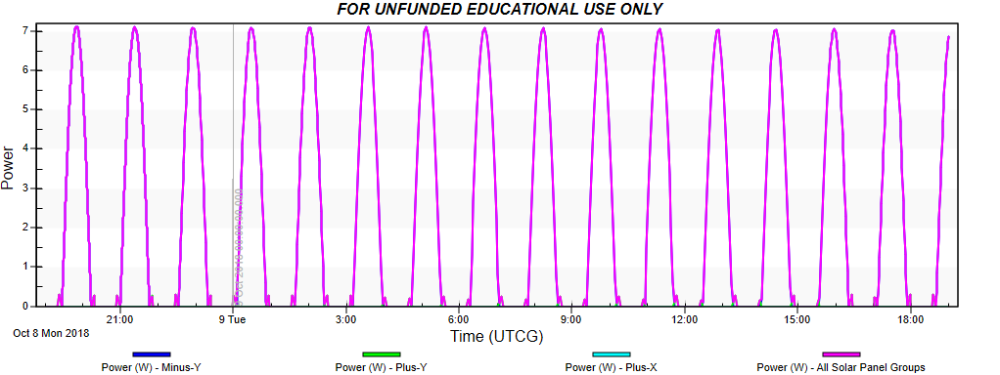 FOR UNFUNDED EDUCATIONAL USE ONLY
7
6
5
4
3
2
1
0
Power
21:00 9 Tue 3:00 6:00 9:00 12:00 15:00 18:00
Oct 8 Mon 2018
Time (UTCG)
Power (W) - Minus-Y Power (W) - Plus-Y Power (W) - Plus-X Power (W) - All Solar Panel Groups